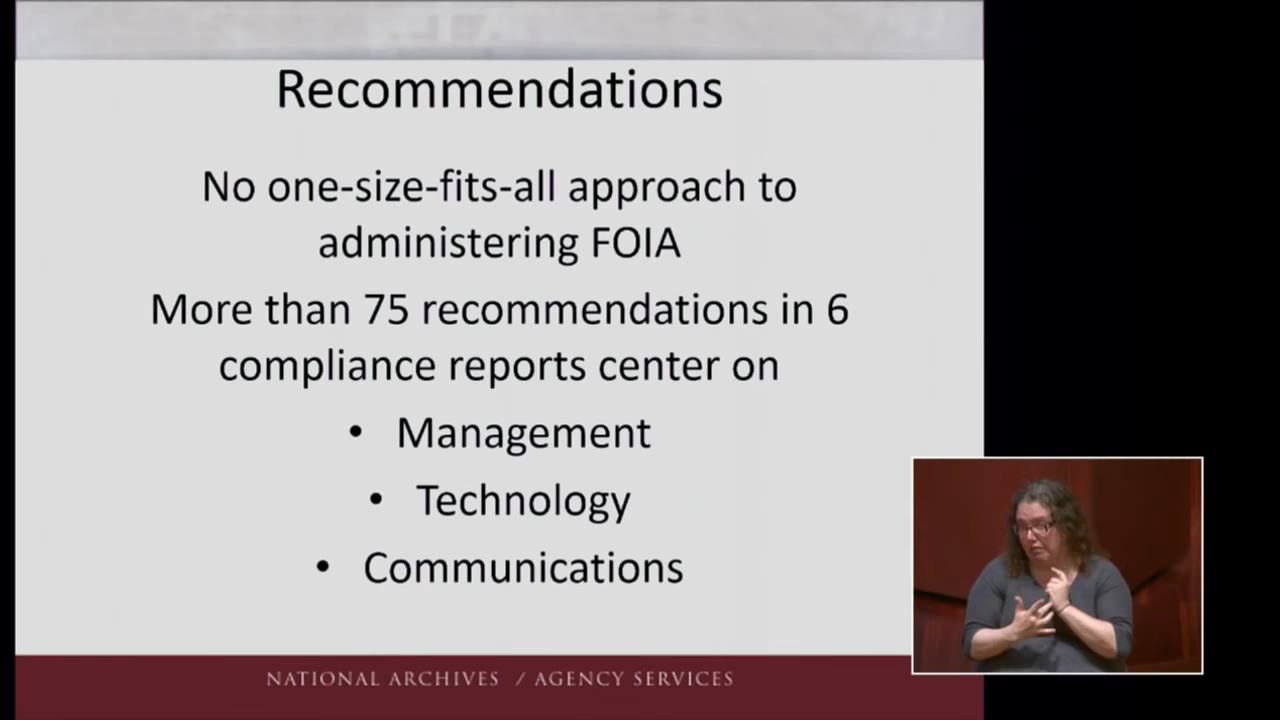 Recommendations
No one-size-fits-all approach to
administering FOIA
More than 75 recommendations in 6
compliance reports center on
• Management
• Technology
• Communications
NATIONAL ARCHIVES / AGENCY SERVICES